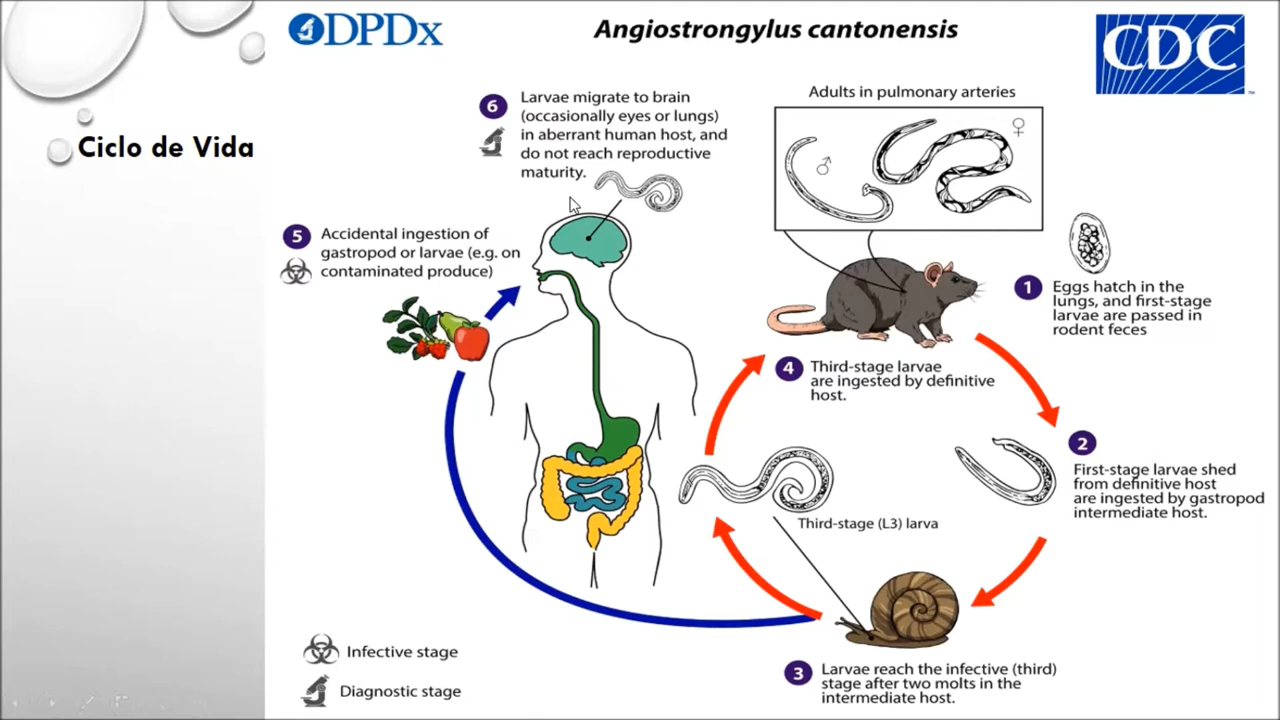 DPDx
Angiostrongylus cantonensis
CDC
TM
Ciclo de Vida
6
Larvae migrate to brain
(occasionally eyes or lungs)
in aberrant human host, and
do not reach reproductive
maturity.
Adults in pulmonary arteries
♂
♀
5
Accidental ingestion of
gastropod or larvae (e.g. on
contaminated produce)
1
Eggs hatch in the
lungs, and first-stage
larvae are passed in
rodent feces
4
Third-stage larvae
are ingested by definitive
host.
2
First-stage larvae shed
from definitive host
are ingested by gastropod
intermediate host.
Third-stage (L3) larva
3
Larvae reach the infective (third)
stage after two molts in the
intermediate host.
Infective stage
Diagnostic stage